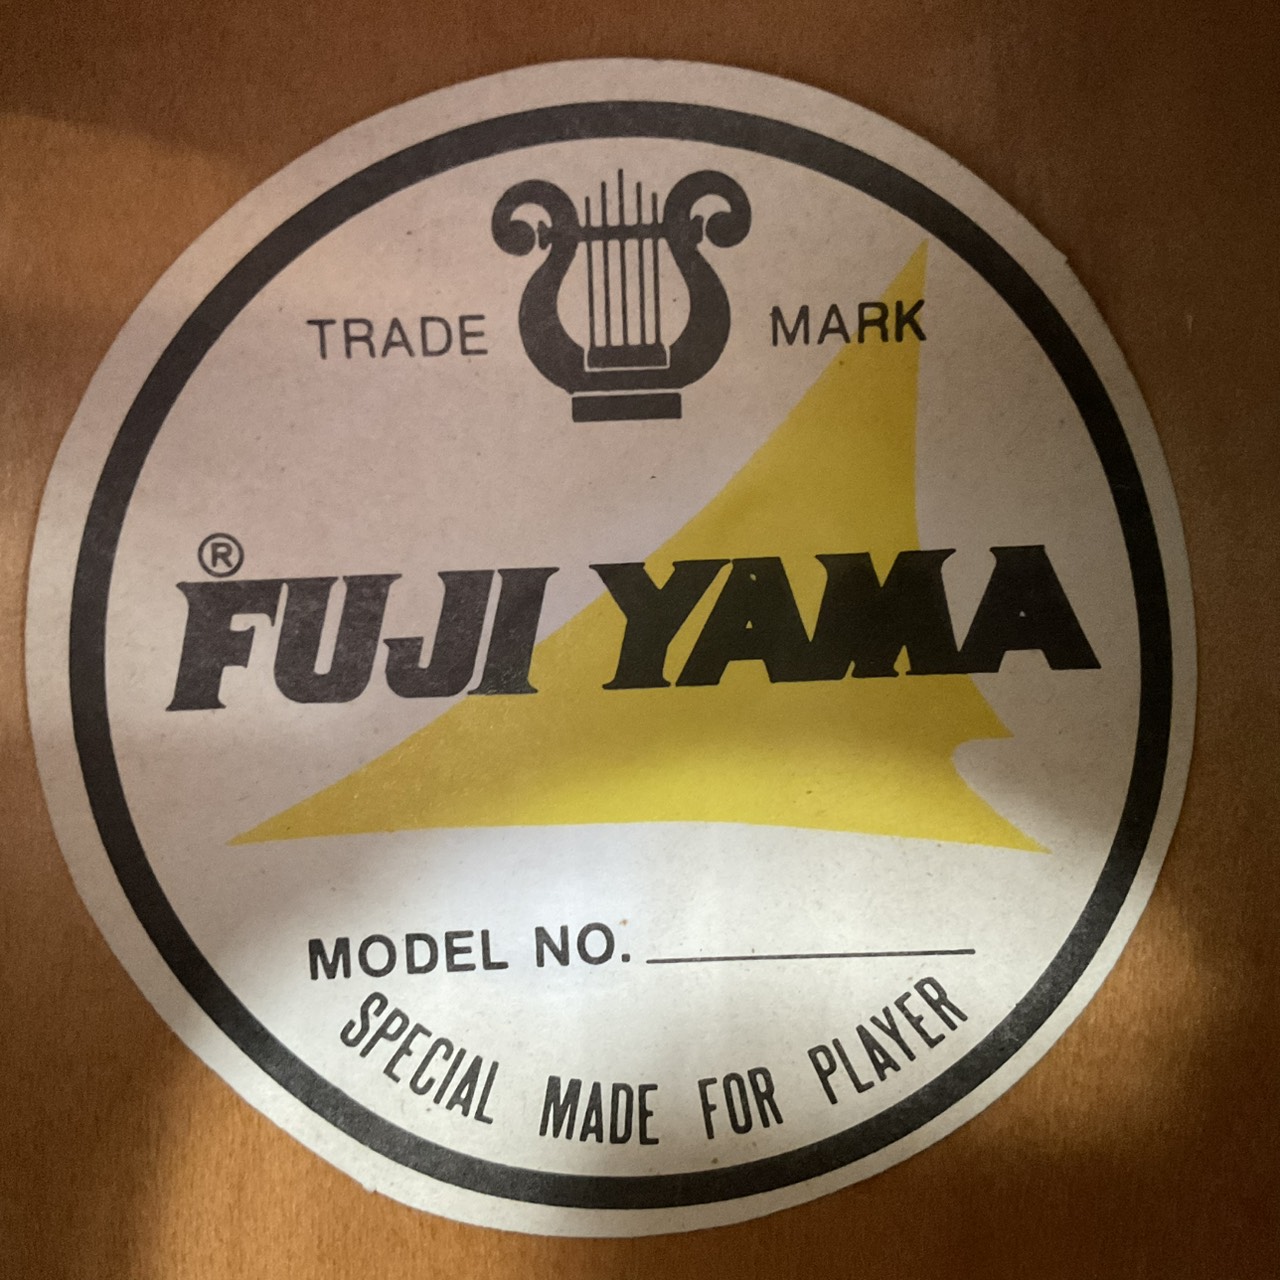 TRADE MARK
® FUJI YAMA
MODEL NO.
SPECIAL MADE FOR PLAYER